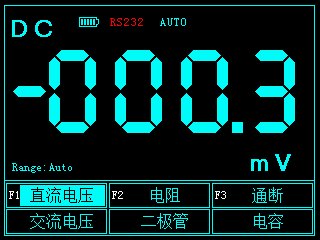 DC RS232 AUTO
-000.3
Range:Auto mV
F1 直流电压 F2 电阻 F3 通断
交流电压 二极管 电容